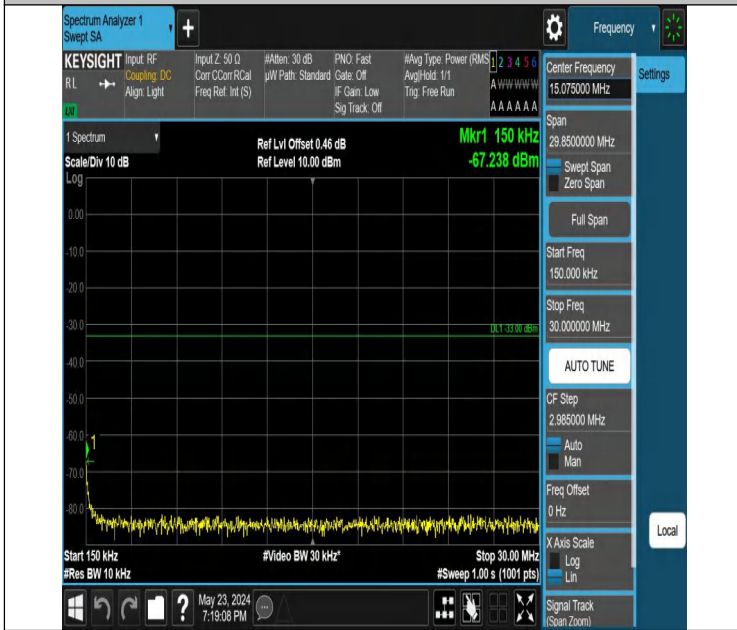 Spectrum Analyzer 1
Swept SA
+
Frequency
KEYSIGHT
RL
LXI
Input: RF
Coupling: DC
Align: Light
Input Z: 50 Ω
Corr CCorr RCal
Freq Ref: Int (S)
#Atten: 30 dB
µW Path: Standard
PNO: Fast
Gate: Off
IF Gain: Low
Sig Track: Off
#Avg Type: Power (RMS
Avg|Hold: 1/1
Trig: Free Run
1 2 3 4 5 6
A W W W W W
A A A A A A
1 Spectrum
Scale/Div 10 dB
Log
Ref Lvl Offset 0.46 dB
Ref Level 10.00 dBm
Mkr1 150 kHz
-67.238 dBm
0.00
-10.0
-20.0
-30.0
DL1 -33.00 dBm
-40.0
-50.0
-60.0
1
-70.0
-80.0
Start 150 kHz
#Res BW 10 kHz
#Video BW 30 kHz*
Stop 30.00 MHz
#Sweep 1.00 s (1001 pts)
?
May 23, 2024
7:19:08 PM
Center Frequency
15.075000 MHz
Settings
Span
29.8500000 MHz
Swept Span
Zero Span
Full Span
Start Freq
150.000 kHz
Stop Freq
30.000000 MHz
AUTO TUNE
CF Step
2.985000 MHz
Auto
Man
Freq Offset
0 Hz
Local
X Axis Scale
Log
Lin
Signal Track
(Span Zoom)